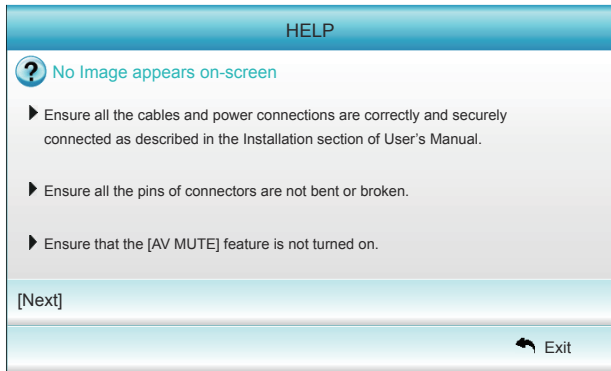 HELP
? No Image appears on-screen
Ensure all the cables and power connections are correctly and securely
connected as described in the Installation section of User's Manual.
Ensure all the pins of connectors are not bent or broken.
Ensure that the [AV MUTE] feature is not turned on.
[Next]
Exit